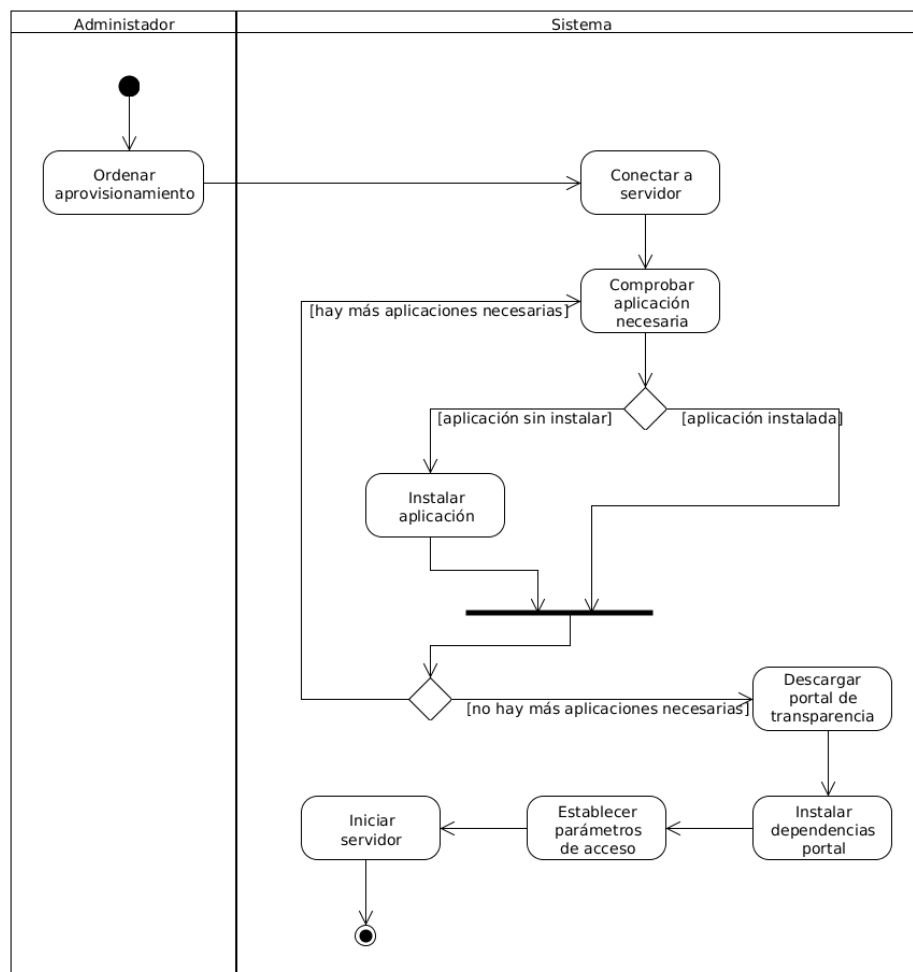 Administador
Sistema
Ordenar
aprovisionamiento
Conectar a
servidor
Comprobar
aplicación
necesaria
[hay más aplicaciones necesarias]
[aplicación sin instalar]
[aplicación instalada]
Instalar
aplicación
[no hay más aplicaciones necesarias]
Descargar
portal de
transparencia
Instalar
dependencias
portal
Establecer
parámetros
de acceso
Iniciar
servidor